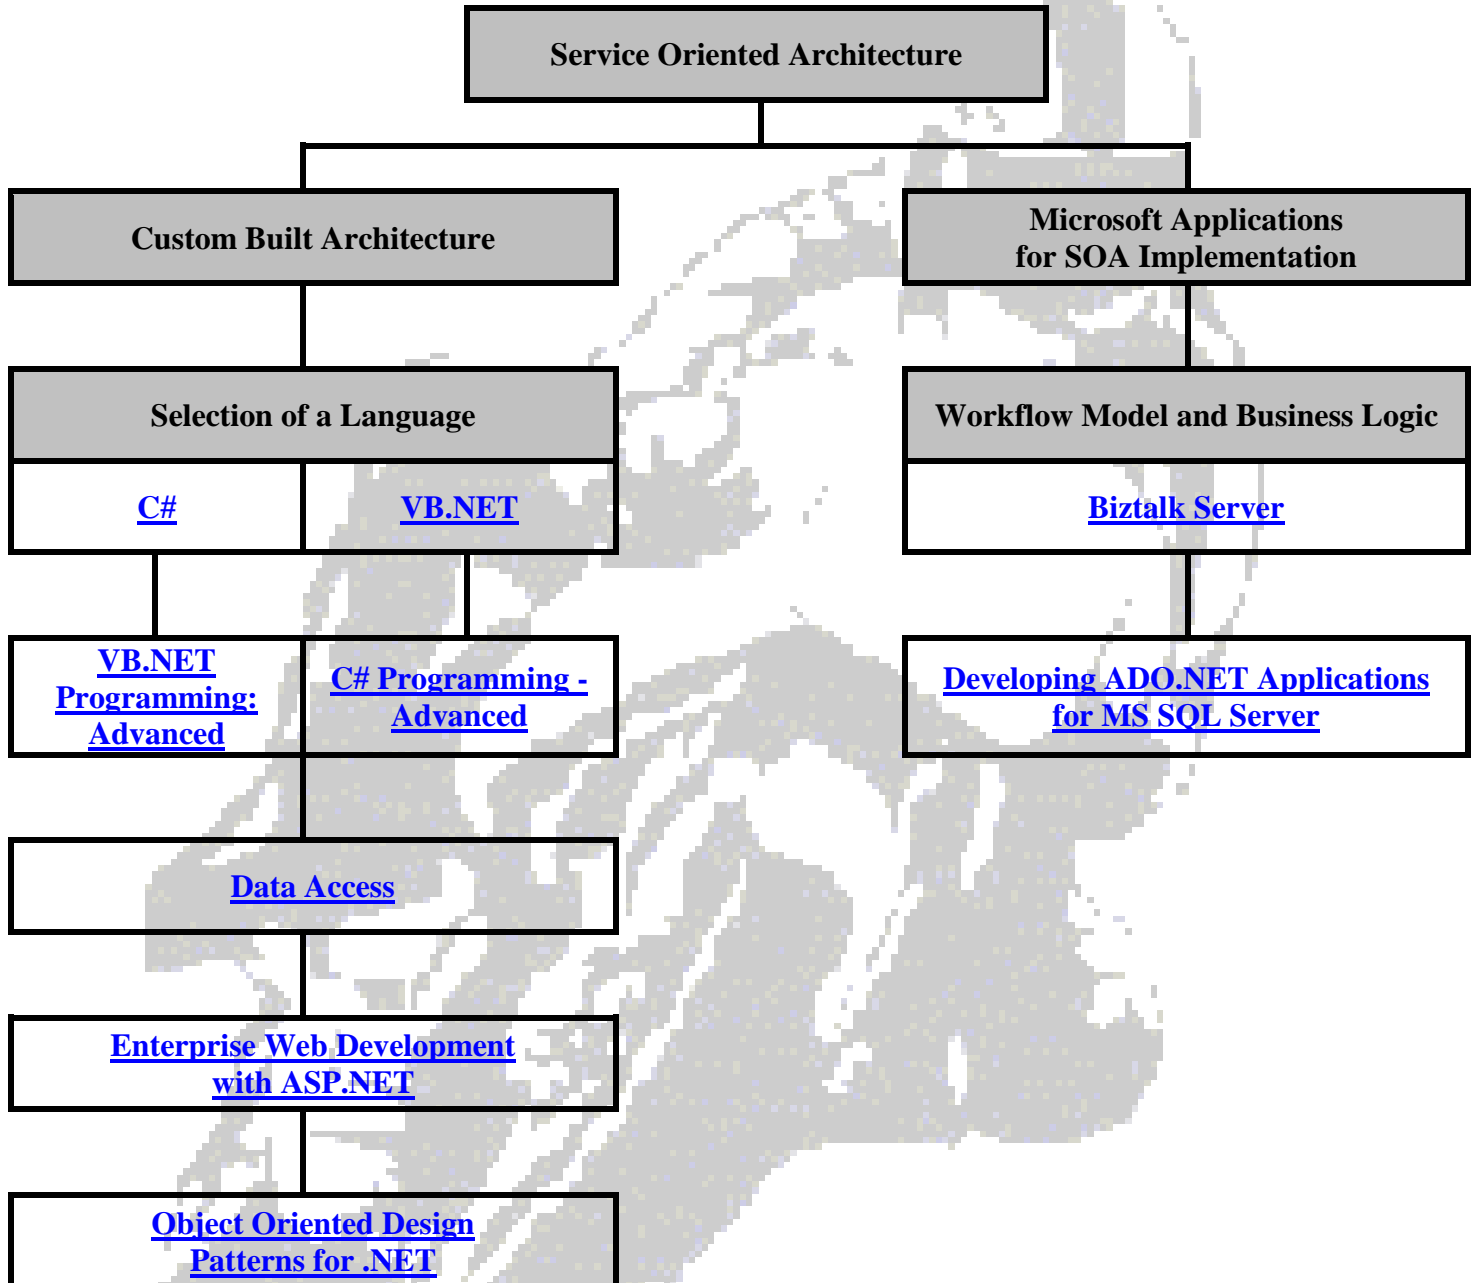 Service Oriented Architecture
Custom Built Architecture
Microsoft Applications
for SOA Implementation
Selection of a Language
Workflow Model and Business Logic
C#
VB.NET
Biztalk Server
VB.NET
Programming:
Advanced
C# Programming -
Advanced
Developing ADO.NET Applications
for MS SQL Server
Data Access
Enterprise Web Development
with ASP.NET
Object Oriented Design
Patterns for .NET